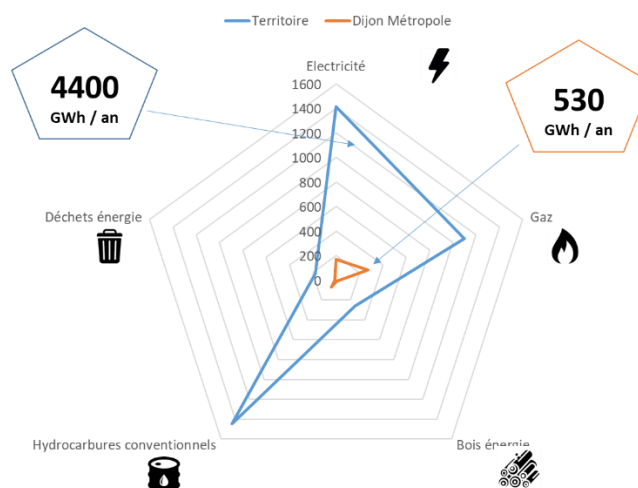 Territoire
Dijon Métropole
4400
GWh / an
530
GWh / an
Electricité
1600
1400
1200
1000
800
600
400
200
0
Déchets énergie
Gaz
Hydrocarbures conventionnels
Bois énergie